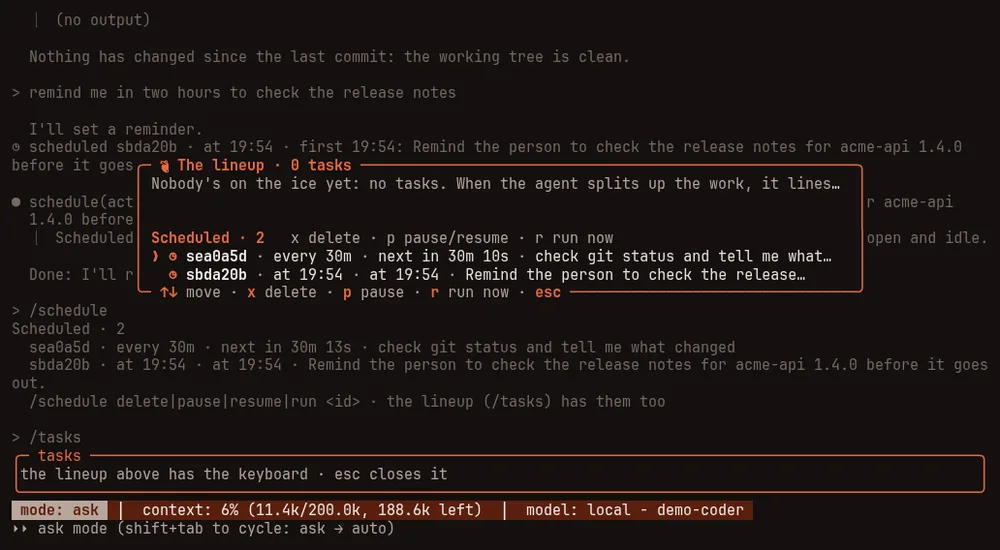 | (no output)
Nothing has changed since the last commit: the working tree is clean.
> remind me in two hours to check the release notes
I'll set a reminder.
◔ scheduled sbda20b · at 19:54 · first 19:54: Remind the person to check the release notes for acme-api 1.4.0
before it goes
The lineup · 0 tasks
Nobody's on the ice yet: no tasks. When the agent splits up the work, it lines…
● schedule(act
r acme-api
1.4.0 before
| Scheduled
open and idle.
Scheduled · 2 x delete · p pause/resume · r run now
❩ ◔ sea0a5d · every 30m · next in 30m 10s · check git status and tell me what…
◔ sbda20b · at 19:54 · at 19:54 · Remind the person to check the release…
Done: I'll r
↑↓ move · x delete · p pause · r run now · esc
> /schedule
Scheduled · 2
sea0a5d · every 30m · next in 30m 13s · check git status and tell me what changed
sbda20b · at 19:54 · at 19:54 · Remind the person to check the release notes for acme-api 1.4.0 before it goes
out.
/schedule delete|pause|resume|run <id> · the lineup (/tasks) has them too
> /tasks
tasks
the lineup above has the keyboard · esc closes it
mode: ask | context: 6% (11.4k/200.0k, 188.6k left) | model: local - demo-coder
▸▸ ask mode (shift+tab to cycle: ask → auto)